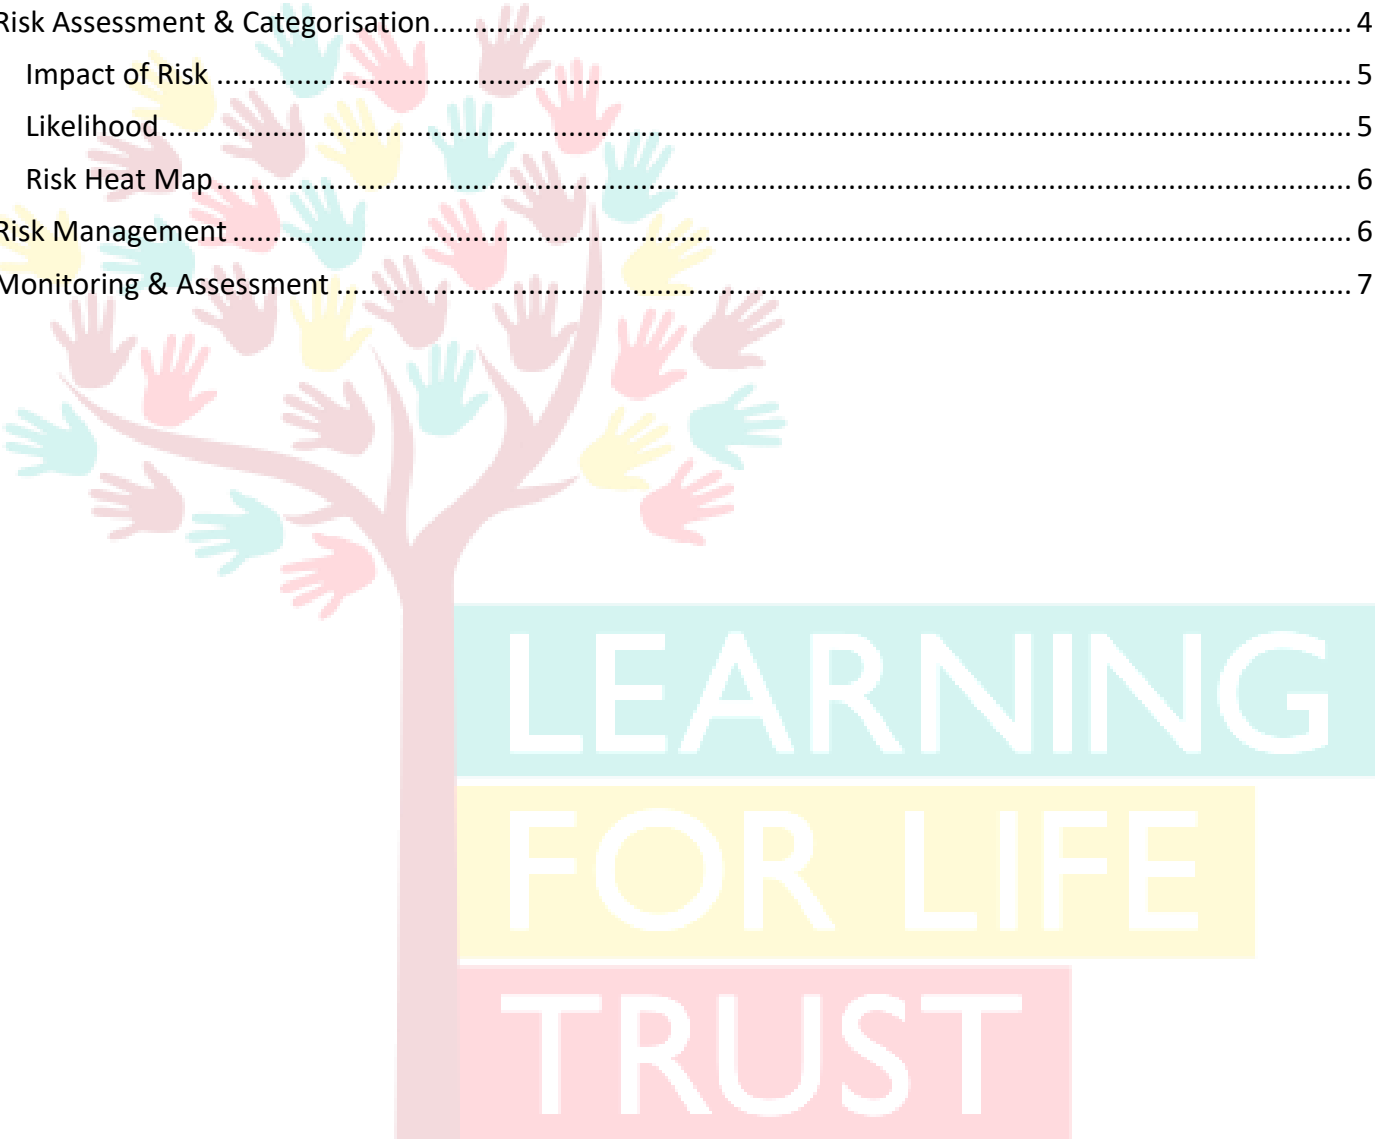 Risk Assessment & Categorisation.................................................................................................................... 4
Impact of Risk ............................................................................................................................................... 5
Likelihood...................................................................................................................................................... 5
Risk Heat Map ............................................................................................................................................... 6
Risk Management ............................................................................................................................................. 6
Monitoring & Assessment ................................................................................................................................ 7
LEARNING
FOR LIFE
TRUST